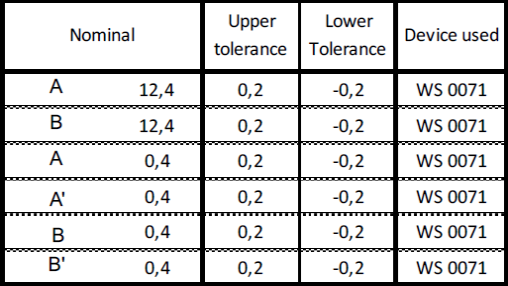 Nominal Upper tolerance Lower Tolerance Device used
A 12,4 0,2 -0,2 WS 0071
B 12,4 0,2 -0,2 WS 0071
A 0,4 0,2 -0,2 WS 0071
A' 0,4 0,2 -0,2 WS 0071
B 0,4 0,2 -0,2 WS 0071
B' 0,4 0,2 -0,2 WS 0071